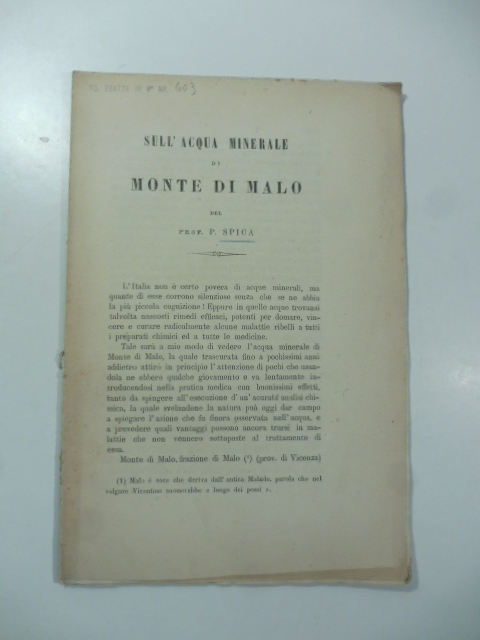 603
SULL' ACQUA MINERALE
DI
MONTE DI MALO
DEL
PROF. P. SPICA
L'Italia non è certo povera di acque minerali, ma
quante di esse corrono silenziose senza che se ne abbia
la più piccola cognizione! Eppure in quelle acque trovansi
talvolta nascosti rimedi efficaci, potenti per domare, vin-
cere e curare radicalmente alcune malattie ribelli a tutti
i preparati chimici ed a tutte le medicine.
Tale sarà a mio modo di vedere l'acqua minerale di
Monte di Malo, la quale trascurata fino a pochissimi anni
addietro attirò in principio l'attenzione di pochi che usan-
dola ne ebbero qualche giovamento e va lentamente in-
troducendosi nella pratica medica con buonissimi effetti,
tanto da spingere all'esecuzione d'un'accurata analisi chi-
mica, la quale svelandone la natura può oggi dar campo
a spiegare l'azione che fu finora osservata nell'acqua, e
a prevedere quali vantaggi possono ancora trarsi in ma-
lattie che non vennero sottoposte al trattamento di
essa.
Monte di Malo, frazione di Malo (¹) (prov. di Vicenza)
(1) Malo è voce che deriva dall'antica Malado, parola che nel
volgare Vicentino suonerebbe a luogo dei